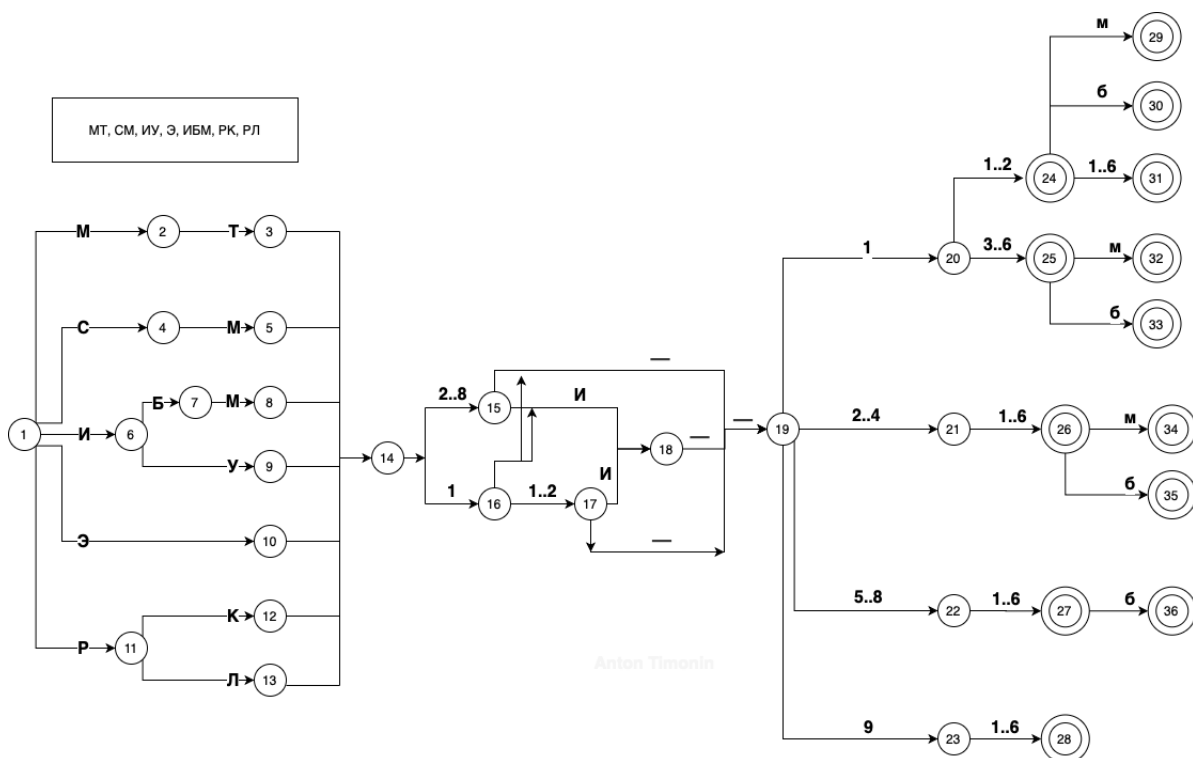 МТ, СМ, ИУ, Э, ИБМ, РК, РЛ
м
29
б
30
1..2
24
1..6
31
М
2
Т
3
1
20
3..6
25
м
32
б
33
С
4
М
5
—
Б
7
М
8
2..8
15
И
1
И
6
14
18
—
—
19
2..4
21
1..6
26
м
34
У
9
И
1
16
1..2
17
б
35
Э
10
—
К
12
5..8
22
1..6
27
б
36
Р
11
Л
13
Anton Timonin
9
23
1..6
28